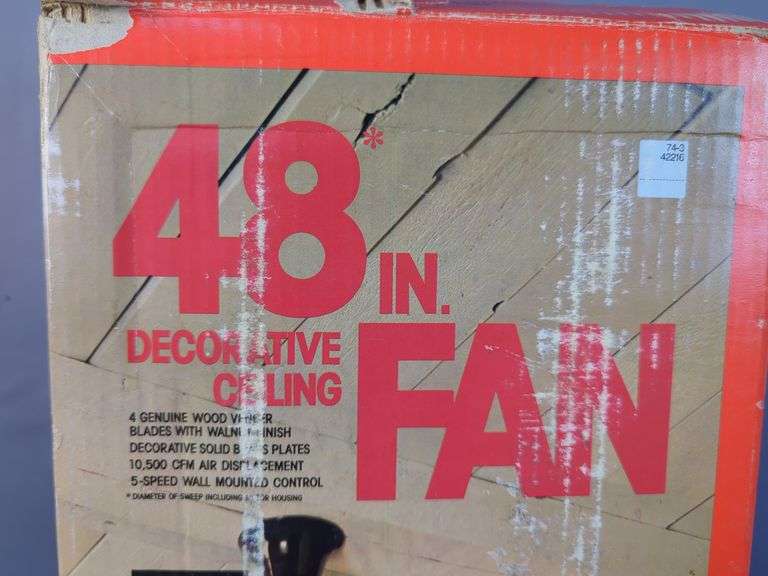 74-3
42216
48*
IN.
DECORATIVE
CEILING
FAN
4 GENUINE WOOD VENEER
BLADES WITH WALNUT FINISH
DECORATIVE SOLID BRASS PLATES
10,500 CFM AIR DISPLACEMENT
5-SPEED WALL MOUNTED CONTROL
* DIAMETER OF SWEEP INCLUDING MOTOR HOUSING